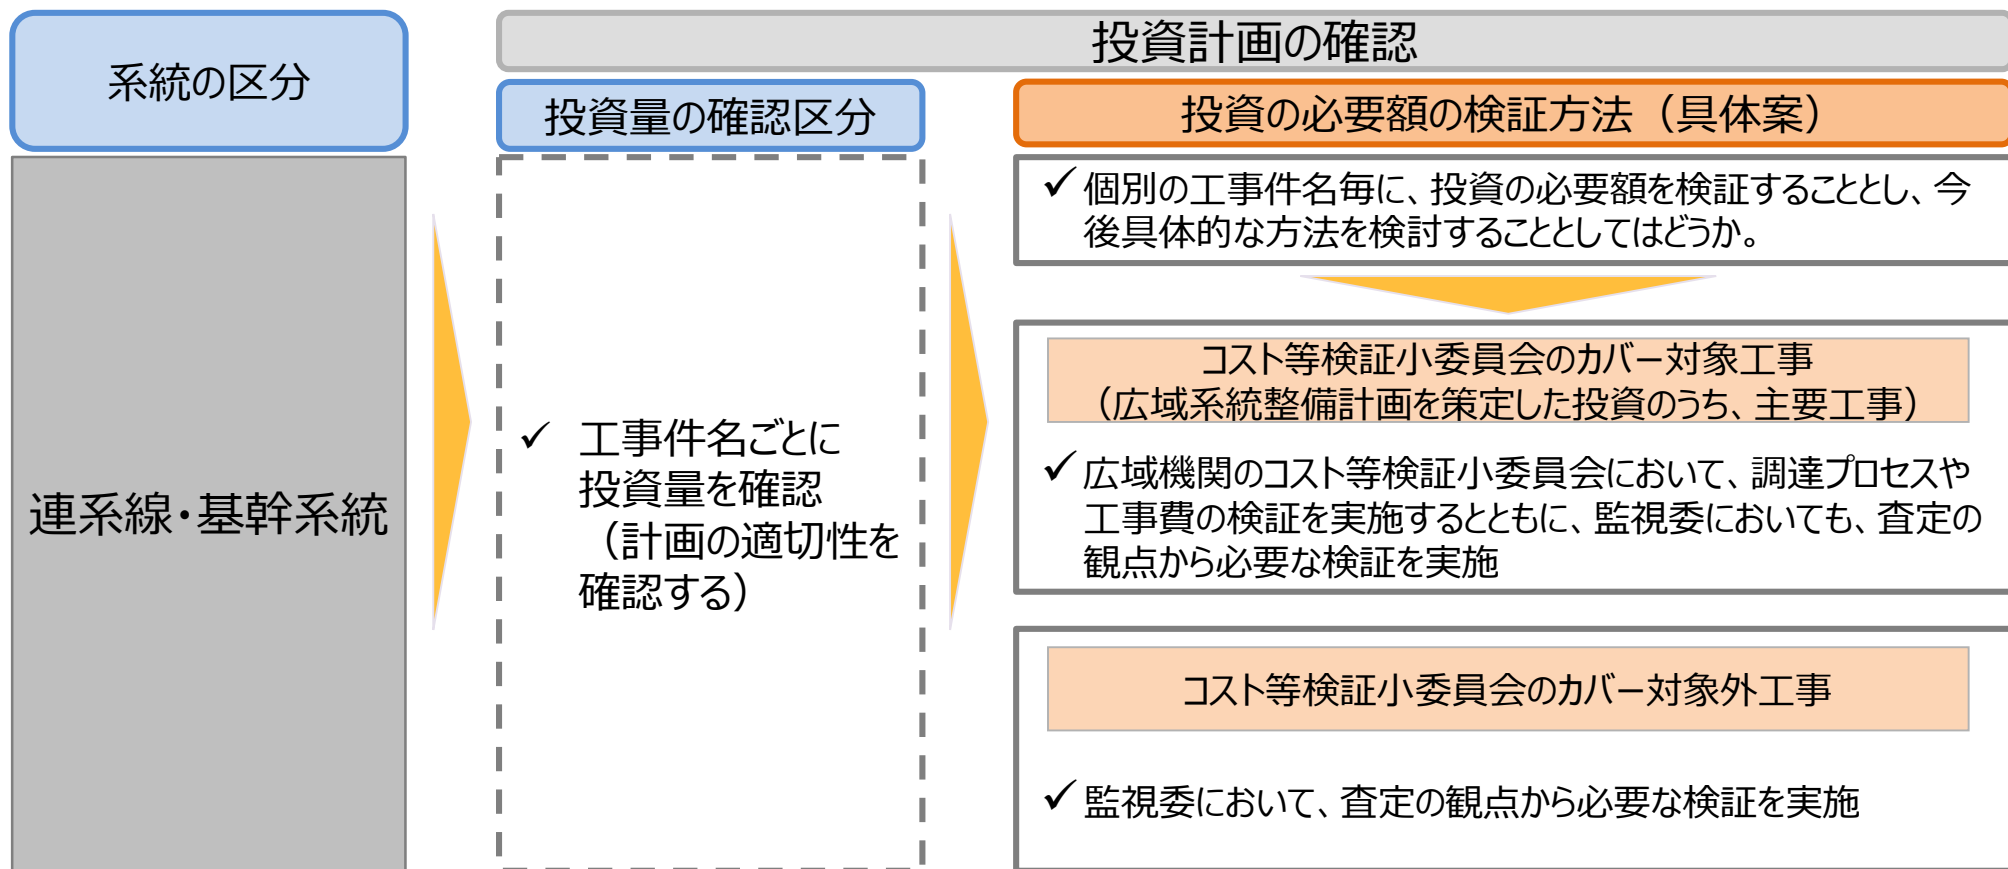 系統の区分
投資計画の確認
投資量の確認区分
投資の必要額の検証方法（具体案）
連系線・基幹系統
✓ 工事件名ごとに
投資量を確認
（計画の適切性を
確認する）
✓ 個別の工事件名毎に、投資の必要額を検証することとし、今
後具体的な方法を検討することとしてはどうか。
コスト等検証小委員会のカバー対象工事
（広域系統整備計画を策定した投資のうち、主要工事）
✓ 広域機関のコスト等検証小委員会において、調達プロセスや
工事費の検証を実施するとともに、監視委においても、査定の
観点から必要な検証を実施
コスト等検証小委員会のカバー対象外工事
✓ 監視委において、査定の観点から必要な検証を実施